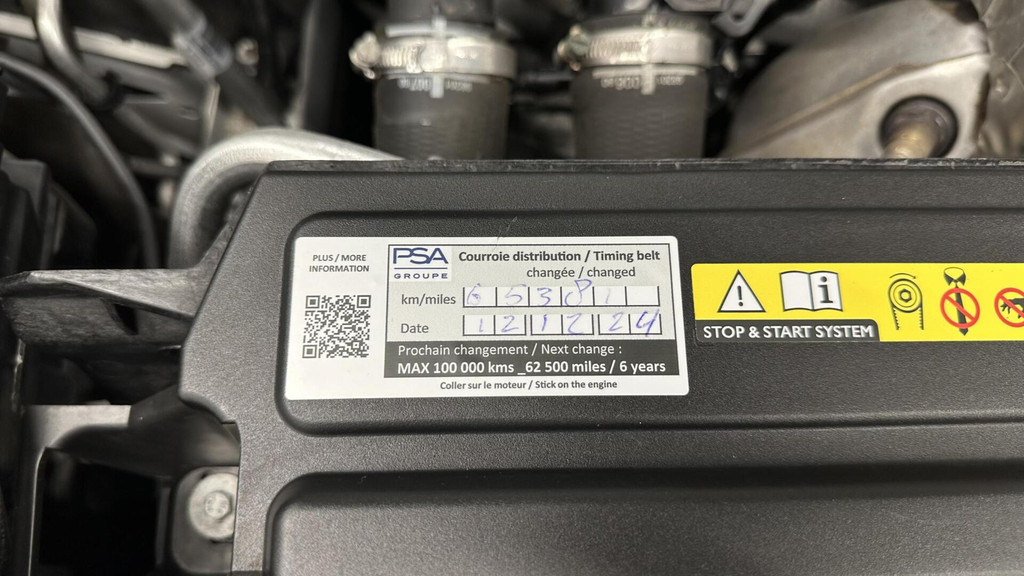 PLUS / MORE
INFORMATION
PSA
GROUPE
Courroie distribution / Timing belt
changée / changed
km/miles 65381
Date 121224
Prochain changement / Next change :
MAX 100 000 kms _62 500 miles / 6 years
Coller sur le moteur / Stick on the engine
STOP & START SYSTEM